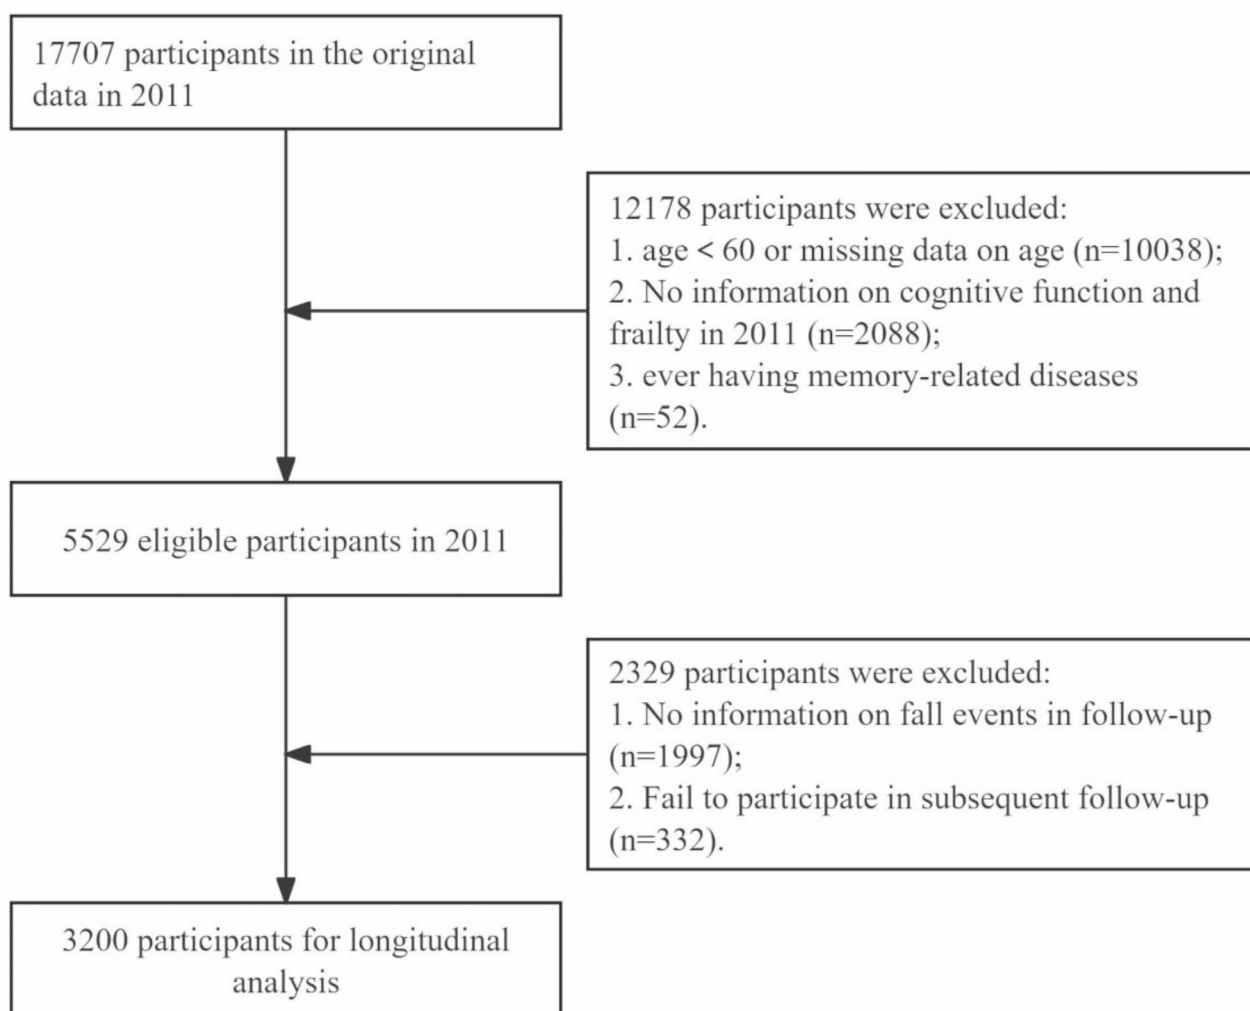 17707 participants in the original
data in 2011
12178 participants were excluded:
1. age < 60 or missing data on age (n=10038);
2. No information on cognitive function and
frailty in 2011 (n=2088);
3. ever having memory-related diseases
(n=52).
5529 eligible participants in 2011
2329 participants were excluded:
1. No information on fall events in follow-up
(n=1997);
2. Fail to participate in subsequent follow-up
(n=332).
3200 participants for longitudinal
analysis